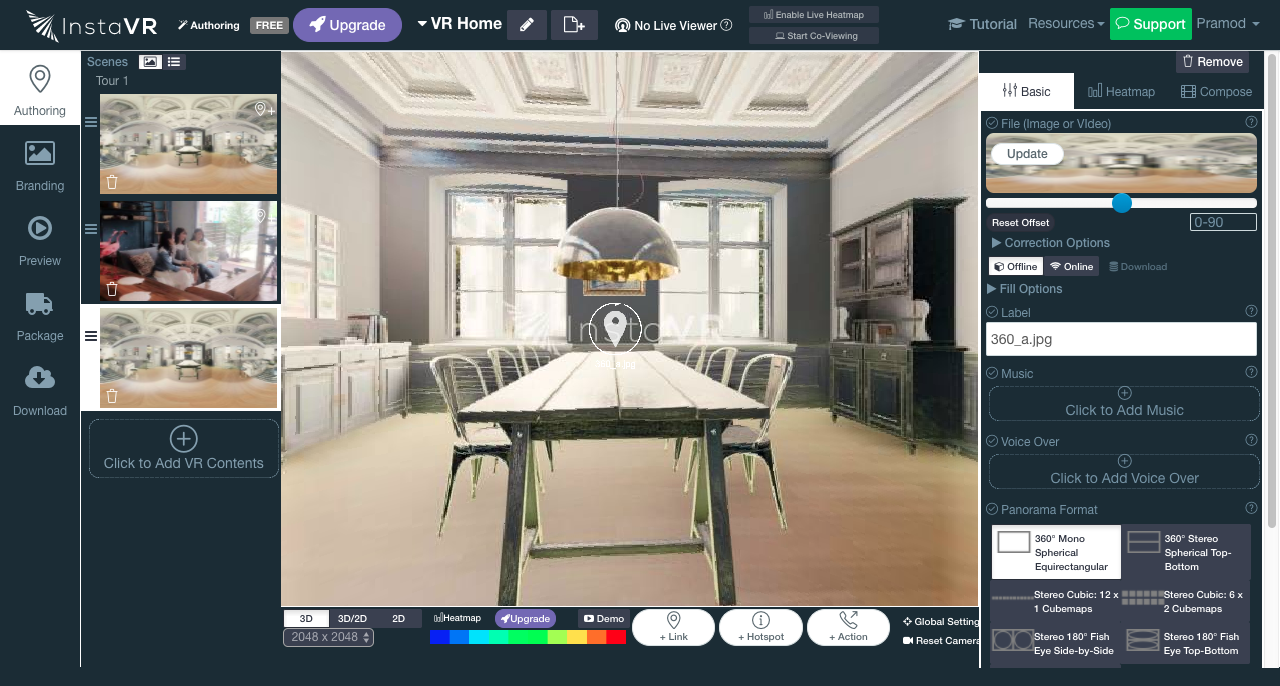 InstaVR
Authoring
FREE
Upgrade
VR Home
No Live Viewer
Enable Live Heatmap
Start Co-Viewing
Tutorial
Resources
Support
Pramod
Authoring
Branding
Preview
Package
Download
Scenes
Tour 1
Click to Add VR Contents
InstaVR
3D
3D/2D
2D
2048 x 2048
Heatmap
Upgrade
Demo
+ Link
+ Hotspot
+ Action
Global Setting
Reset Camera
Remove
Basic
Heatmap
Compose
File (Image or VIdeo)
Update
Reset Offset
0-90
Correction Options
Offline
Online
Download
Fill Options
Label
360_a.jpg
Music
Click to Add Music
Voice Over
Click to Add Voice Over
Panorama Format
360° Mono
Spherical
Equirectangular
360° Stereo
Spherical Top-
Bottom
Stereo Cubic: 12 x
1 Cubemaps
Stereo Cubic: 6 x
2 Cubemaps
Stereo 180° Fish
Eye Side-by-Side
Stereo 180° Fish
Eye Top-Bottom